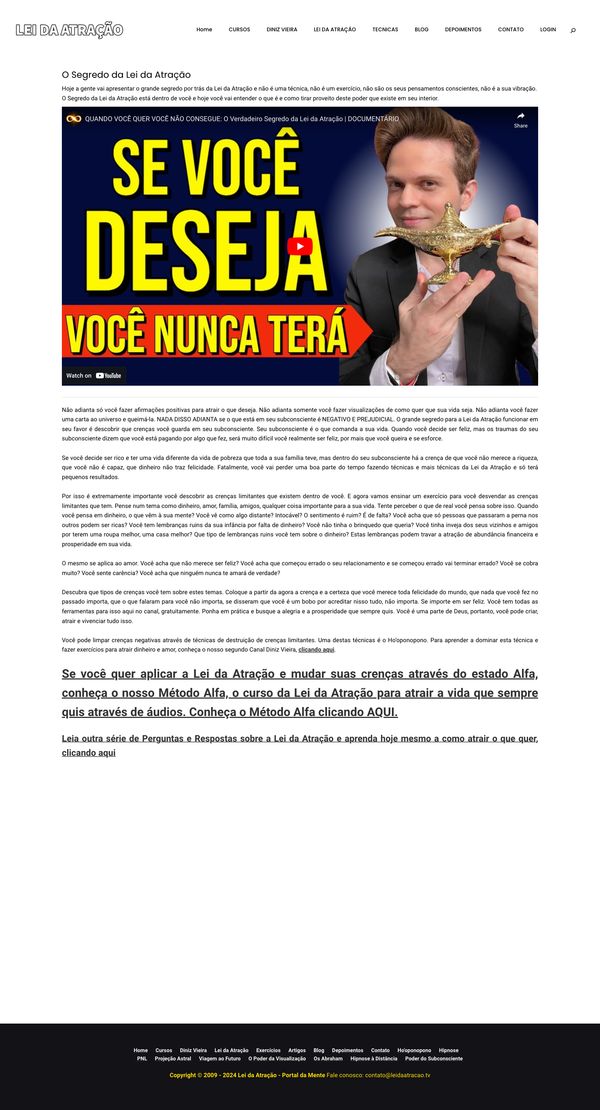 LEI DA ATRAÇÃO
Home CURSOS DINIZ VIEIRA LEI DA ATRAÇÃO TECNICAS BLOG DEPOIMENTOS CONTATO LOGIN
O Segredo da Lei da Atração
Hoje a gente vai apresentar o grande segredo por trás da Lei da Atração e não é uma técnica, não é um exercício, não são os seus pensamentos conscientes, não é a sua vibração.
O Segredo da Lei da Atração está dentro de você e hoje você vai entender o que é e como tirar proveito deste poder que existe em seu interior.
QUANDO VOCÊ QUER VOCÊ NÃO CONSEGUE: O Verdadeiro Segredo da Lei da Atração | DOCUMENTÁRIO
Share
SE VOCÊ
DESEJA
VOCÊ NUNCA TERÁ
Watch on YouTube
Não adianta só você fazer afirmações positivas para atrair o que deseja. Não adianta somente você fazer visualizações de como quer que sua vida seja. Não adianta você fazer
uma carta ao universo e queimá-la. NADA DISSO ADIANTA se o que está em seu subconsciente é NEGATIVO E PREJUDICIAL. O grande segredo para a Lei da Atração funcionar em
seu favor é descobrir que crenças você guarda em seu subconsciente. Seu subconsciente é o que comanda a sua vida. Quando você decide ser feliz, mas os traumas do seu
subconsciente dizem que você está pagando por algo que fez, será muito difícil você realmente ser feliz, por mais que você queira e se esforce.
Se você decide ser rico e ter uma vida diferente da vida de pobreza que toda a sua família teve, mas dentro do seu subconsciente há a crença de que você não merece a riqueza,
que você não é capaz, que dinheiro não traz felicidade. Fatalmente, você vai perder uma boa parte do tempo fazendo técnicas e mais técnicas da Lei da Atração e só terá
pequenos resultados.
Por isso é extremamente importante você descobrir as crenças limitantes que existem dentro de você. E agora vamos ensinar um exercício para você desvendar as crenças
limitantes que tem. Pense num tema como dinheiro, amor, família, amigos, qualquer coisa importante para a sua vida. Tente perceber o que de real você pensa sobre isso. Quando
você pensa em dinheiro, o que vêm à sua mente? Você vê como algo distante? Intocável? O sentimento é ruim? É de falta? Você acha que só pessoas que passaram a perna nos
outros podem ser ricas? Você tem lembranças ruins da sua infância por falta de dinheiro? Você não tinha o brinquedo que queria? Você tinha inveja dos seus vizinhos e amigos
por terem uma roupa melhor, uma casa melhor? Que tipo de lembranças ruins você tem sobre o dinheiro? Estas lembranças podem travar a atração de abundância financeira e
prosperidade em sua vida.
O mesmo se aplica ao amor. Você acha que não merece ser feliz? Você acha que começou errado o seu relacionamento e se começou errado vai terminar errado? Você se cobra
muito? Você sente carência? Você acha que ninguém nunca te amará de verdade?
Descubra que tipos de crenças você tem sobre estes temas. Coloque a partir da agora a crença e a certeza que você merece toda felicidade do mundo, que nada que você fez no
passado importa, que o que falaram para você não importa, se disseram que você é um bobo por acreditar nisso tudo, não importa. Se importe em ser feliz. Você tem todas as
ferramentas para isso aqui no canal, gratuitamente. Ponha em prática e busque a alegria e a prosperidade que sempre quis. Você é uma parte de Deus, portanto, você pode criar,
atrair e vivenciar tudo isso.
Você pode limpar crenças negativas através de técnicas de destruição de crenças limitantes. Uma destas técnicas é o Ho'oponopono. Para aprender a dominar esta técnica e
fazer exercícios para atrair dinheiro e amor, conheça o nosso segundo Canal Diniz Vieira, clicando aqui.
Se você quer aplicar a Lei da Atração e mudar suas crenças através do estado Alfa,
conheça o nosso Método Alfa, o curso da Lei da Atração para atrair a vida que sempre
quis através de áudios. Conheça o Método Alfa clicando AQUI.
Leia outra série de Perguntas e Respostas sobre a Lei da Atração e aprenda hoje mesmo a como atrair o que quer,
clicando aqui
Home Cursos Diniz Vieira Lei da Atração Exercícios Artigos Blog Depoimentos Contato Ho'oponopono Hipnose
PNL Projeção Astral Viagem ao Futuro O Poder da Visualização Os Abraham Hipnose à Distância Poder do Subconsciente
Copyright © 2009 - 2024 Lei da Atração - Portal da Mente Fale conosco: contato@leidaatracao.tv